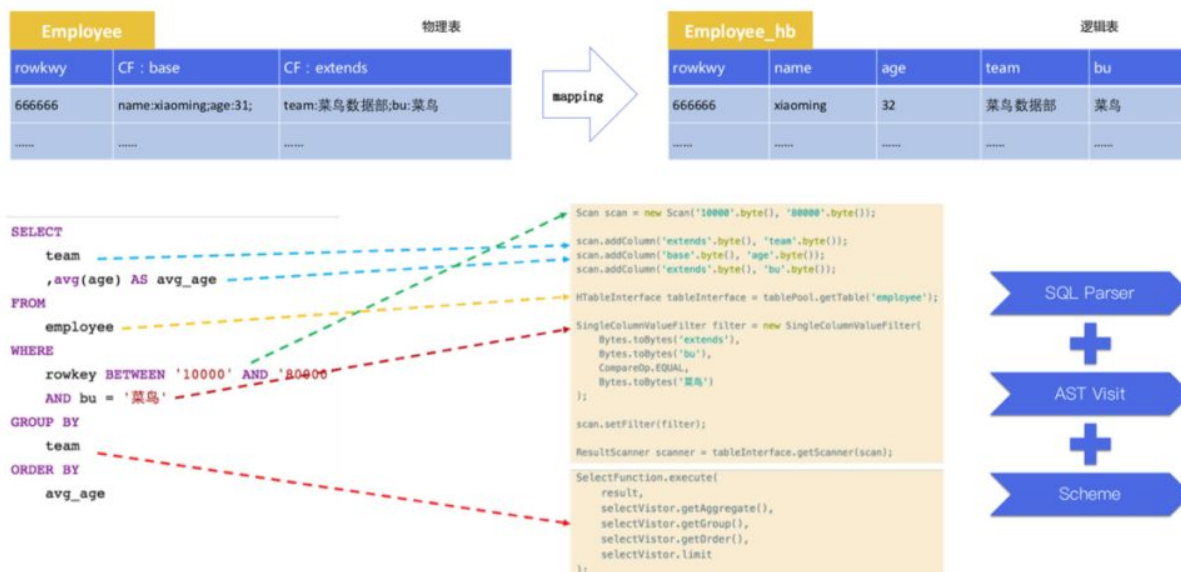 Employee
物理表
rowkwy
CF：base
CF：extends
666666
name:xiaoming;age:31;
team:菜鸟数据部;bu:菜鸟
......
......
......
mapping
Employee_hb
逻辑表
rowkwy
name
age
team
bu
666666
xiaoming
32
菜鸟数据部
菜鸟
......
......
......
......
......
SELECT
team
,avg(age) AS avg_age
FROM
employee
WHERE
rowkey BETWEEN '10000' AND '80000'
AND bu = '菜鸟'
GROUP BY
team
ORDER BY
avg_age
Scan scan = new Scan('10000'.byte(), '80000'.byte());
scan.addColumn('extends'.byte(), 'team'.byte());
scan.addColumn('base'.byte(), 'age'.byte());
scan.addColumn('extends'.byte(), 'bu'.byte());
HTableInterface tableInterface = tablePool.getTable('employee');
SingleColumnValueFilter filter = new SingleColumnValueFilter(
Bytes.toBytes('extends'),
Bytes.toBytes('bu'),
CompareOp.EQUAL,
Bytes.toBytes('菜鸟')
);
scan.setFilter(filter);
ResultScanner scanner = tableInterface.getScanner(scan);
SelectFunction.execute(
result,
selectVistor.getAggregate(),
selectVistor.getGroup(),
selectVistor.getOrder(),
selectVistor.limit
);
SQL Parser
AST Visit
Scheme